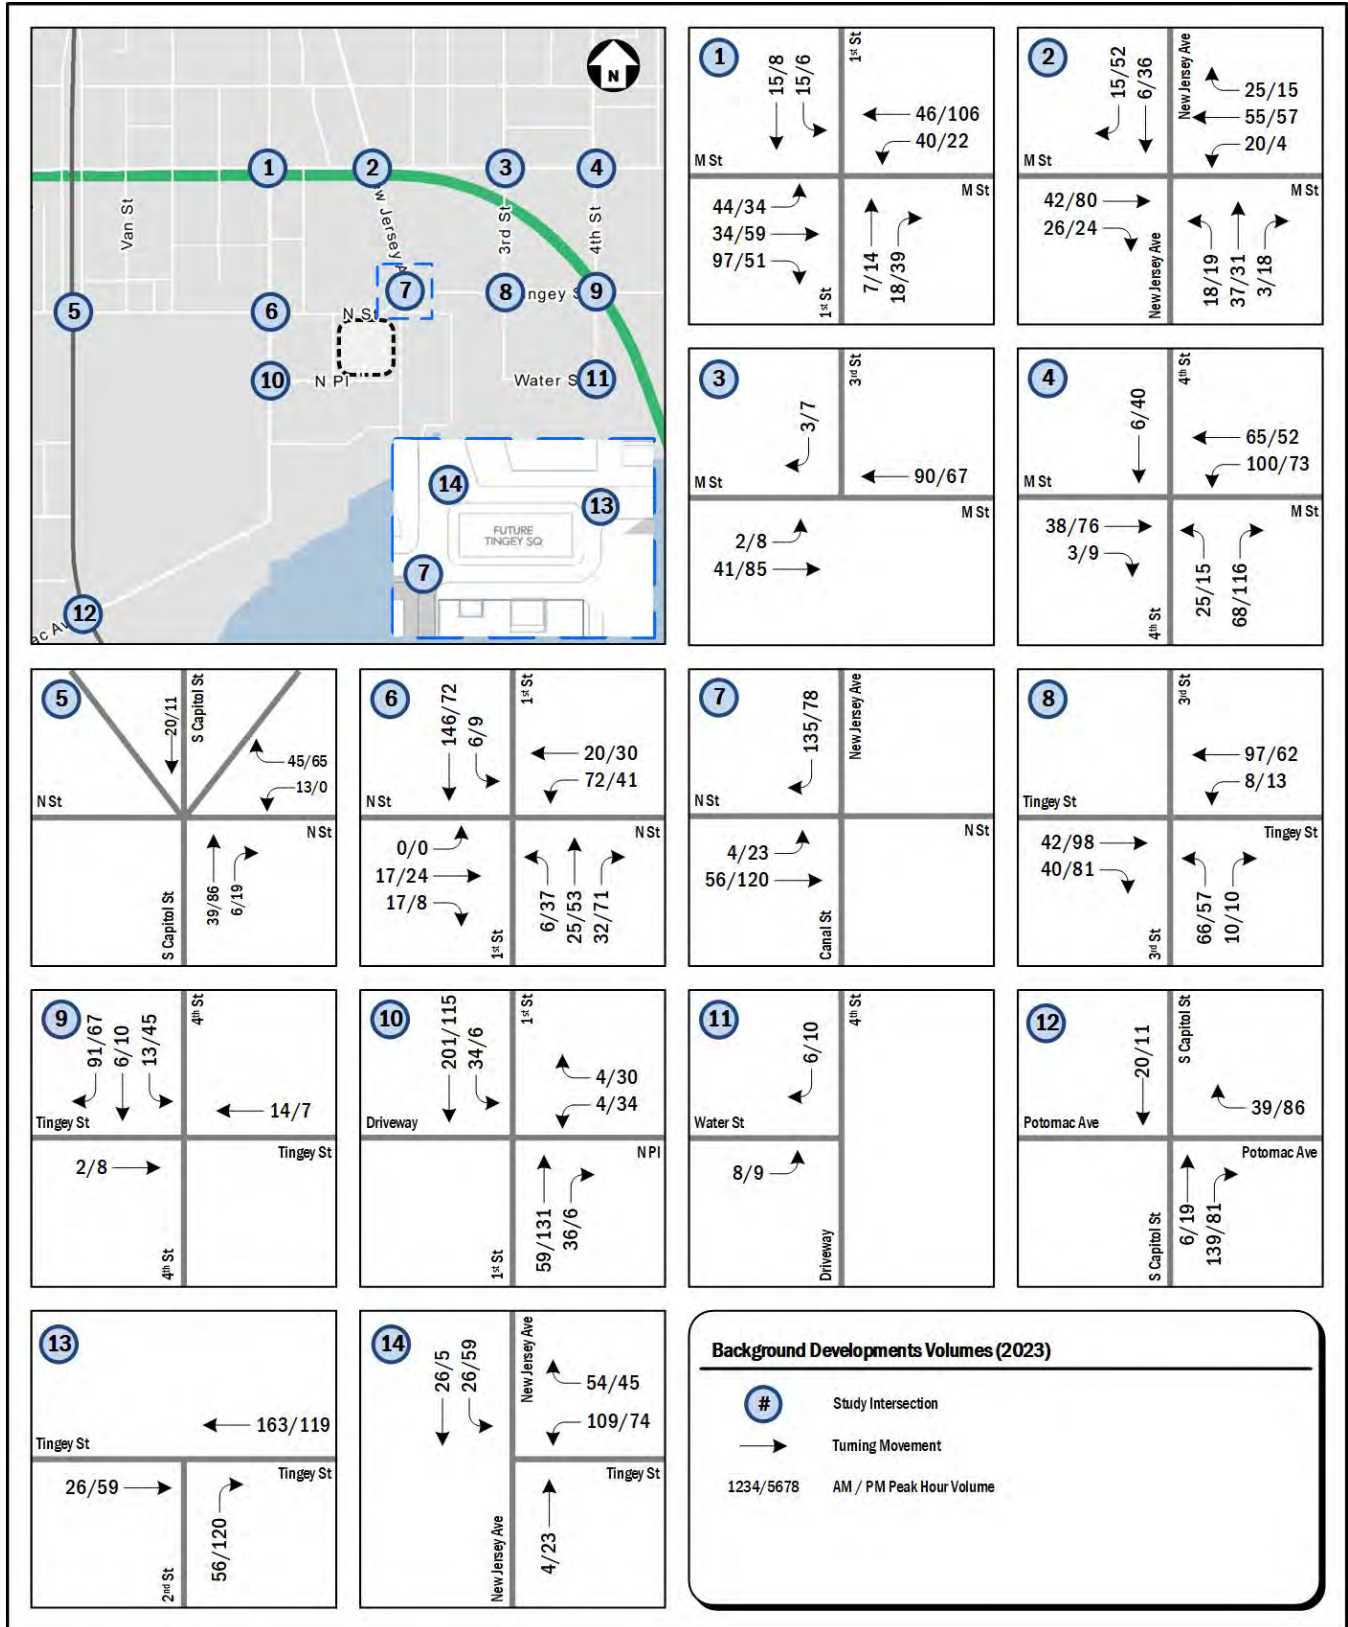 N
1
2
3
4
Van St
New Jersey A
3rd St
4th St
5
6
7
8
ngey S
9
N St
10
N Pl
Water S
11
14
13
FUTURE
TINGEY SQ
7
12
ac Av
1
15/8
15/6
1st St
46/106
40/22
M St
M St
44/34
34/59
97/51
7/14
18/39
1st St
2
15/52
6/36
New Jersey Ave
25/15
55/57
20/4
M St
M St
42/80
26/24
18/19
37/31
3/18
New Jersey Ave
3
3/7
3rd St
90/67
M St
M St
2/8
41/85
4
6/40
4th St
65/52
100/73
M St
M St
38/76
3/9
25/15
68/116
4th St
5
20/11
S Capitol St
45/65
13/0
N St
N St
39/86
6/19
S Capitol St
6
146/72
6/9
1st St
20/30
72/41
N St
N St
0/0
17/24
17/8
6/37
25/53
32/71
1st St
7
135/78
New Jersey Ave
N St
N St
4/23
56/120
Canal St
8
3rd St
97/62
8/13
Tingey St
Tingey St
42/98
40/81
66/57
10/10
3rd St
9
91/67
6/10
13/45
4th St
14/7
Tingey St
Tingey St
2/8
4th St
10
201/115
34/6
1st St
4/30
4/34
Driveway
N Pl
59/131
36/6
1st St
11
6/10
4th St
Water St
8/9
Driveway
12
20/11
S Capitol St
39/86
Potomac Ave
Potomac Ave
6/19
139/81
S Capitol St
13
163/119
Tingey St
Tingey St
26/59
56/120
2nd St
14
26/5
26/59
New Jersey Ave
54/45
109/74
Tingey St
4/23
New Jersey Ave
Background Developments Volumes (2023)
# Study Intersection
Turning Movement
1234/5678 AM / PM Peak Hour Volume